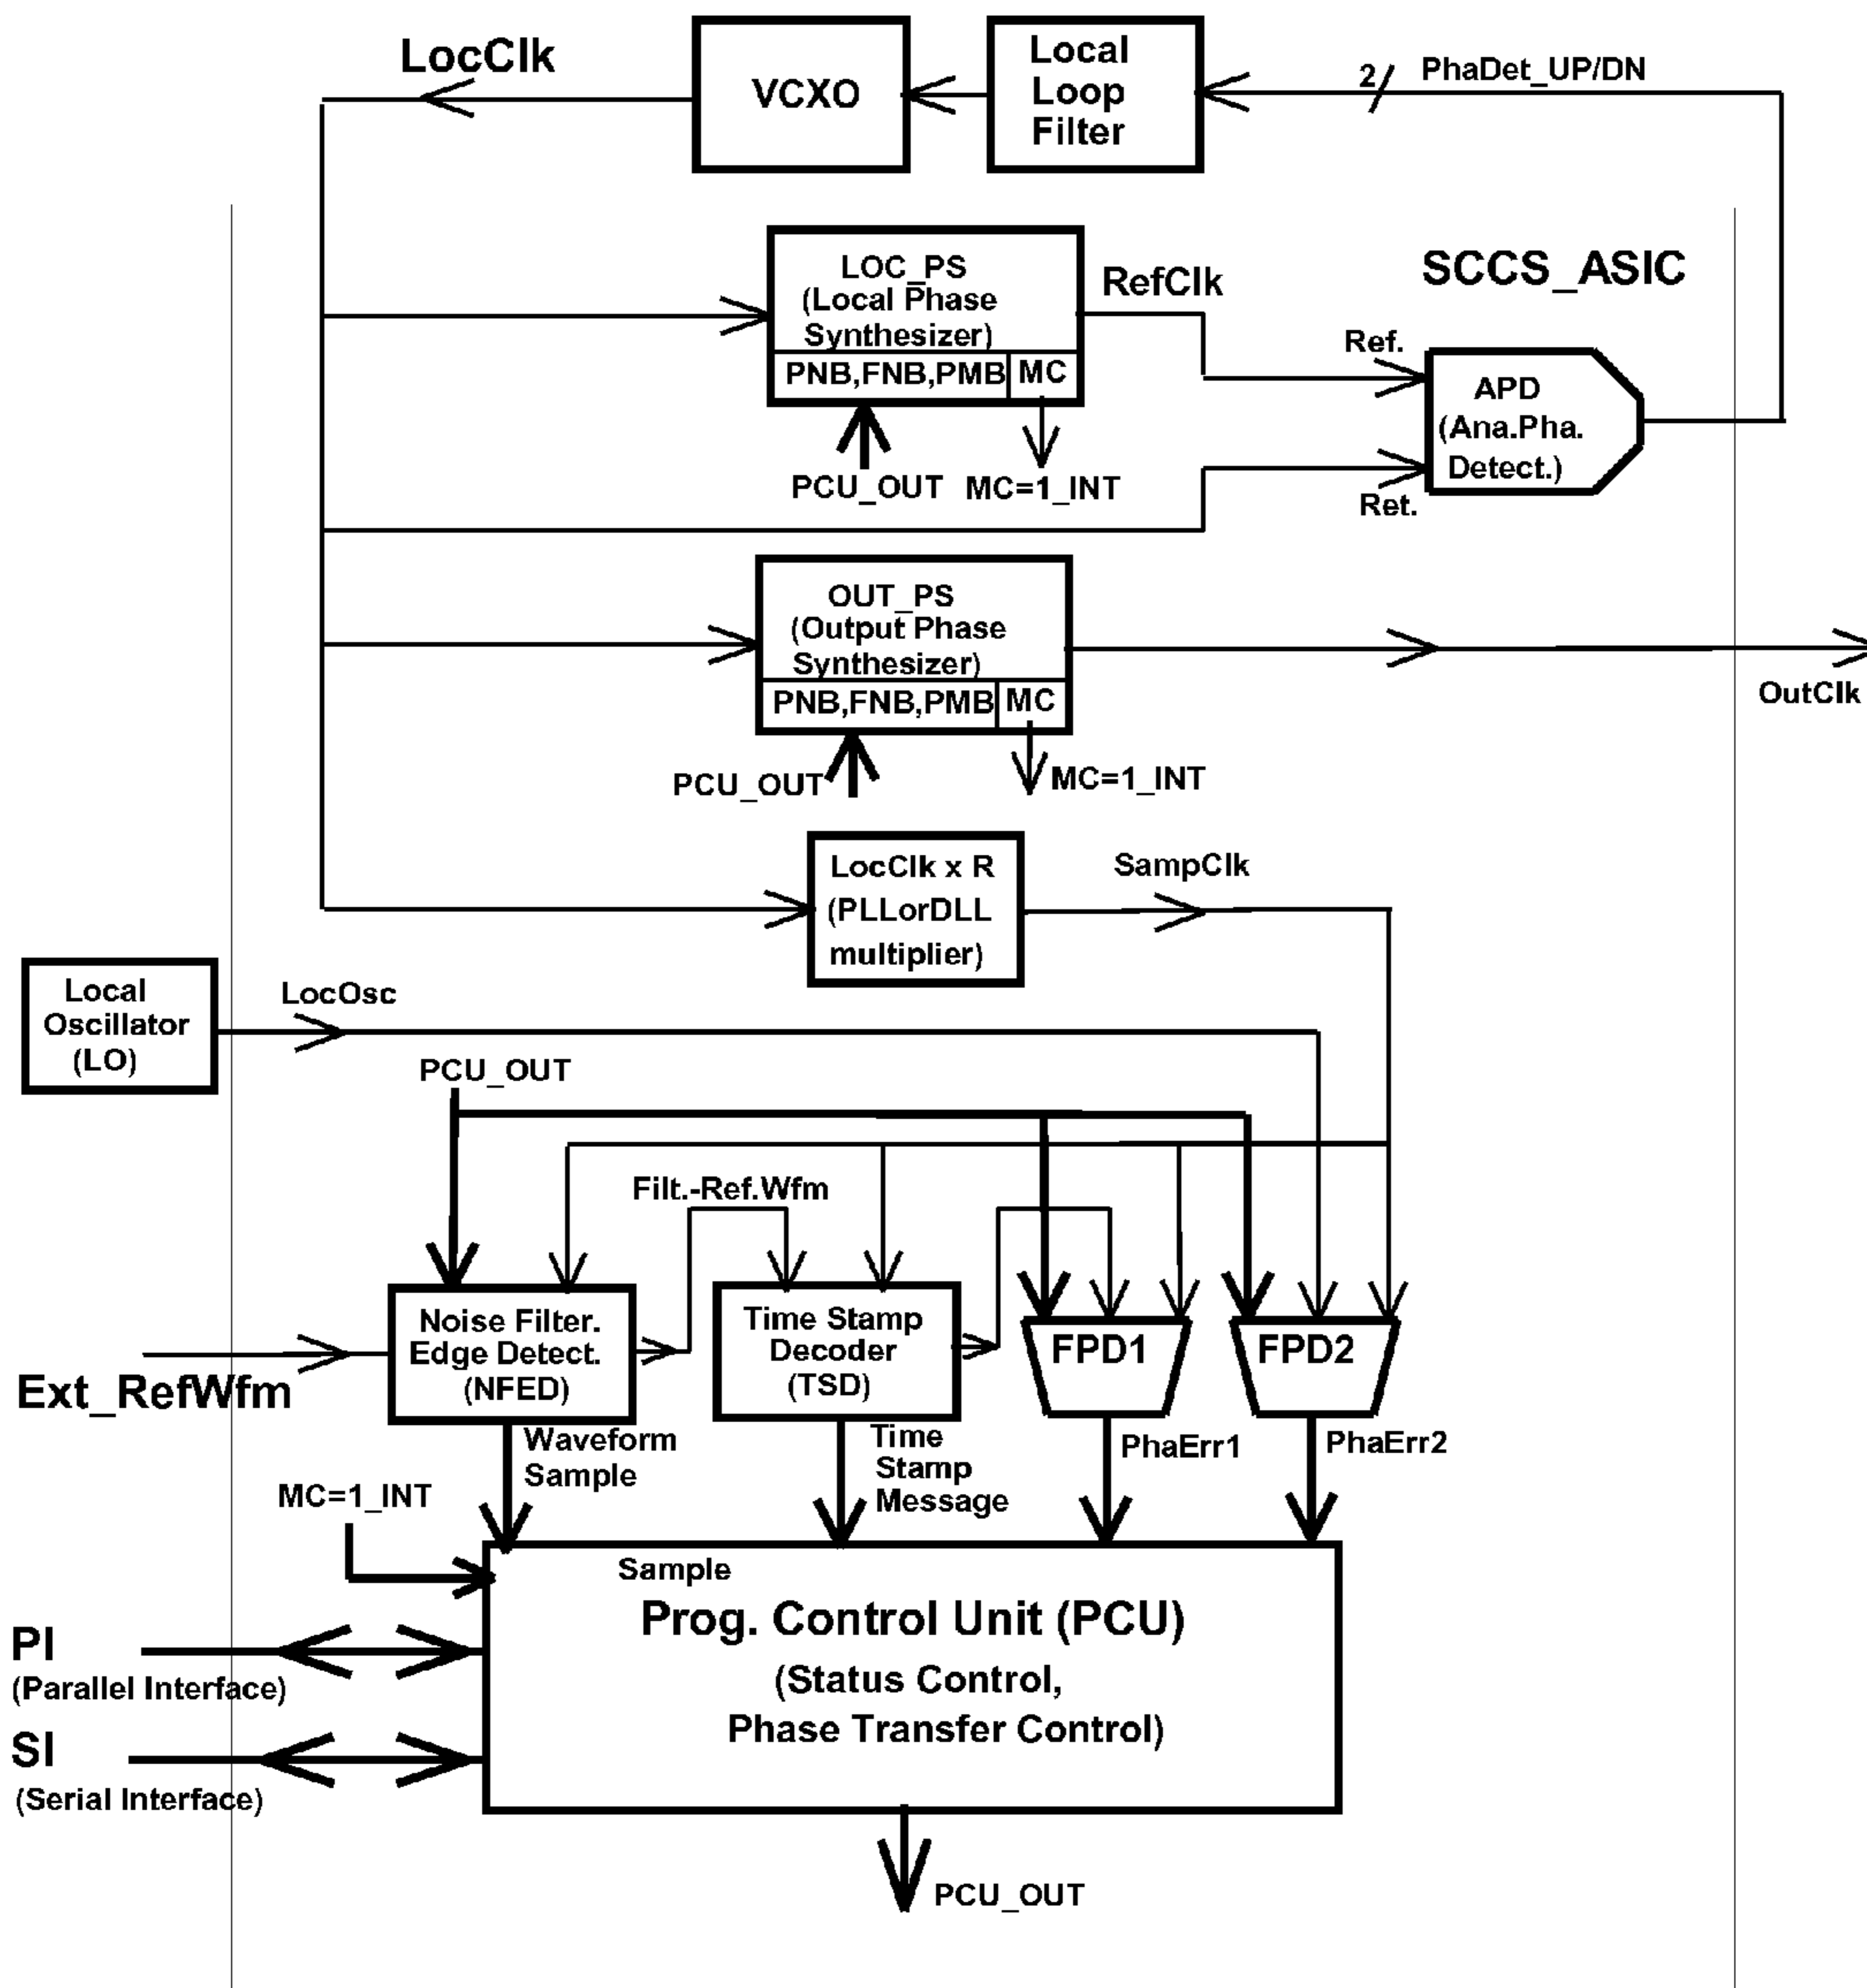 LocClk
VCXO
Local
Loop
Filter
2
PhaDet_UP/DN
LOC_PS
(Local Phase
Synthesizer)
PNB,FNB,PMB
MC
RefClk
SCCS_ASIC
Ref.
APD
(Ana.Pha.
Detect.)
Ret.
PCU_OUT
MC=1_INT
OUT_PS
(Output Phase
Synthesizer)
PNB,FNB,PMB
MC
OutClk
PCU_OUT
MC=1_INT
LocClk x R
(PLLorDLL
multiplier)
SampClk
Local
Oscillator
(LO)
LocOsc
PCU_OUT
Filt.-Ref.Wfm
Noise Filter.
Edge Detect.
(NFED)
Time Stamp
Decoder
(TSD)
FPD1
FPD2
Ext_RefWfm
Waveform
Sample
Time
Stamp
Message
PhaErr1
PhaErr2
MC=1_INT
Sample
Prog. Control Unit (PCU)
(Status Control,
Phase Transfer Control)
PI
(Parallel Interface)
SI
(Serial Interface)
PCU_OUT